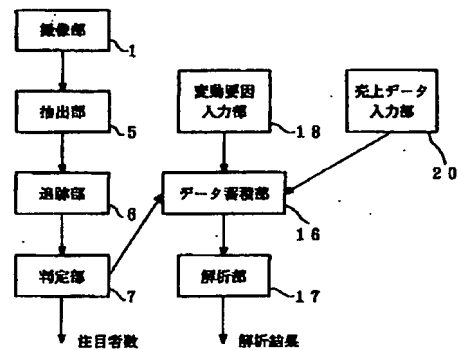 撮像部
1
抽出部
5
追跡部
6
判定部
7
注目者数
変動要因
入力部
18
売上データ
入力部
20
データ蓄積部
16
解析部
17
解析結果